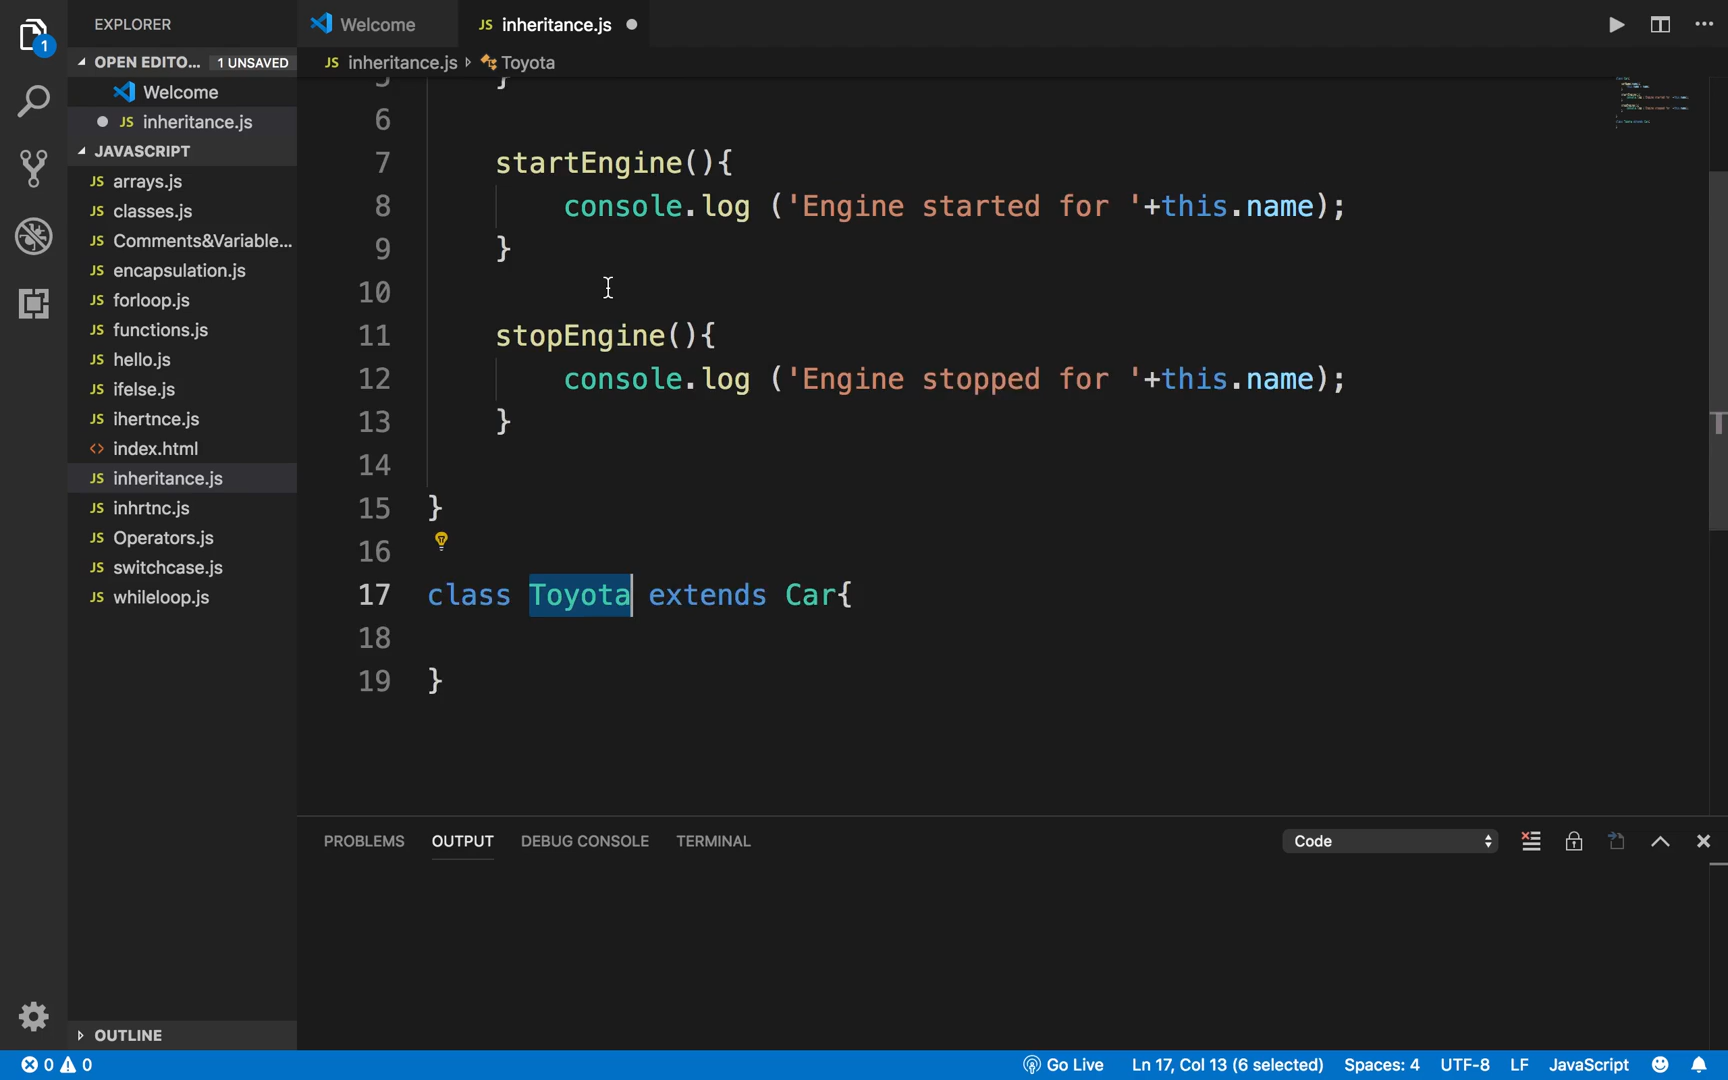 EXPLORER
Welcome
JS inheritance.js
1
OPEN EDITO... 1 UNSAVED
JS inheritance.js Toyota
Welcome
JS inheritance.js
JAVASCRIPT
JS arrays.js
JS classes.js
JS Comments&Variable...
JS encapsulation.js
JS forloop.js
JS functions.js
JS hello.js
JS ifelse.js
JS ihertnce.js
<> index.html
JS inheritance.js
JS inhrtnc.js
JS Operators.js
JS switchcase.js
JS whileloop.js
5 }
6
7 startEngine(){
8 console.log ('Engine started for '+this.name);
9 }
10
11 stopEngine(){
12 console.log ('Engine stopped for '+this.name);
13 }
14
15 }
16
17 class Toyota extends Car{
18
19 }
PROBLEMS OUTPUT DEBUG CONSOLE TERMINAL
Code
OUTLINE
0 0
Go Live Ln 17, Col 13 (6 selected) Spaces: 4 UTF-8 LF JavaScript